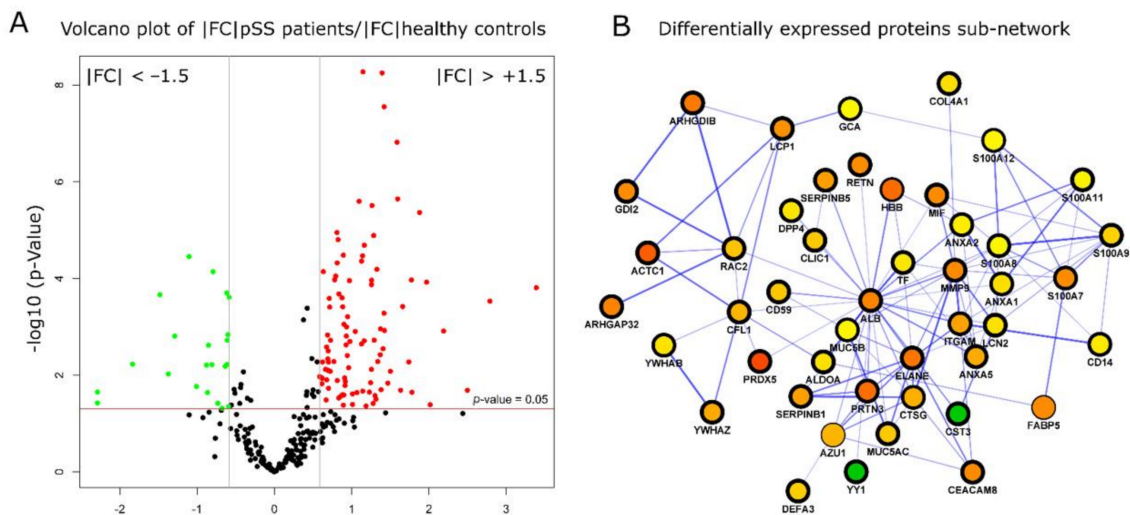 A
Volcano plot of |FC|pSS patients/|FC|healthy controls
|FC| < –1.5
|FC| > +1.5
-log10 (p-Value)
8
6
4
2
0
p-value = 0.05
-2
-1
0
1
2
3
B
Differentially expressed proteins sub-network
COL4A1
ARHGDIB
GCA
LCP1
S100A12
RETN
SERPINB5
HBB
MIF
S100A11
GDI2
DPP4
CLIC1
ANXA2
S100A8
S100A9
ACTC1
RAC2
TF
MMP9
ANXA1
S100A7
ARHGAP32
CD59
ALB
CFL1
ITGAM
LCN2
MUC5B
YWHAB
CD14
PRDX5
ALDOA
ELANE
ANXA5
SERPINB1
PRTN3
CTSG
YWHAZ
CST3
FABP5
AZU1
MUC5AC
YY1
CEACAM8
DEFA3